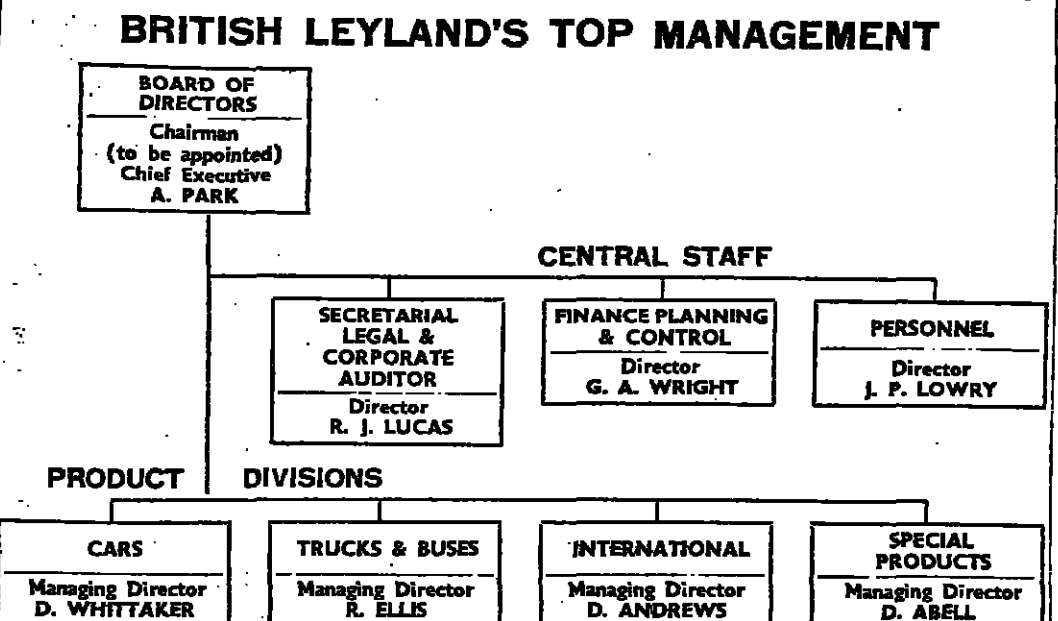 BRITISH LEYLAND'S TOP MANAGEMENT
BOARD OF
DIRECTORS
Chairman
(to be appointed)
Chief Executive
A. PARK
CENTRAL STAFF
SECRETARIAL
LEGAL &
CORPORATE
AUDITOR
Director
R. J. LUCAS
FINANCE PLANNING
& CONTROL
Director
G. A. WRIGHT
PERSONNEL
Director
J. P. LOWRY
PRODUCT DIVISIONS
CARS
Managing Director
D. WHITTAKER
TRUCKS & BUSES
Managing Director
R. ELLIS
INTERNATIONAL
Managing Director
D. ANDREWS
SPECIAL
PRODUCTS
Managing Director
D. ABELL